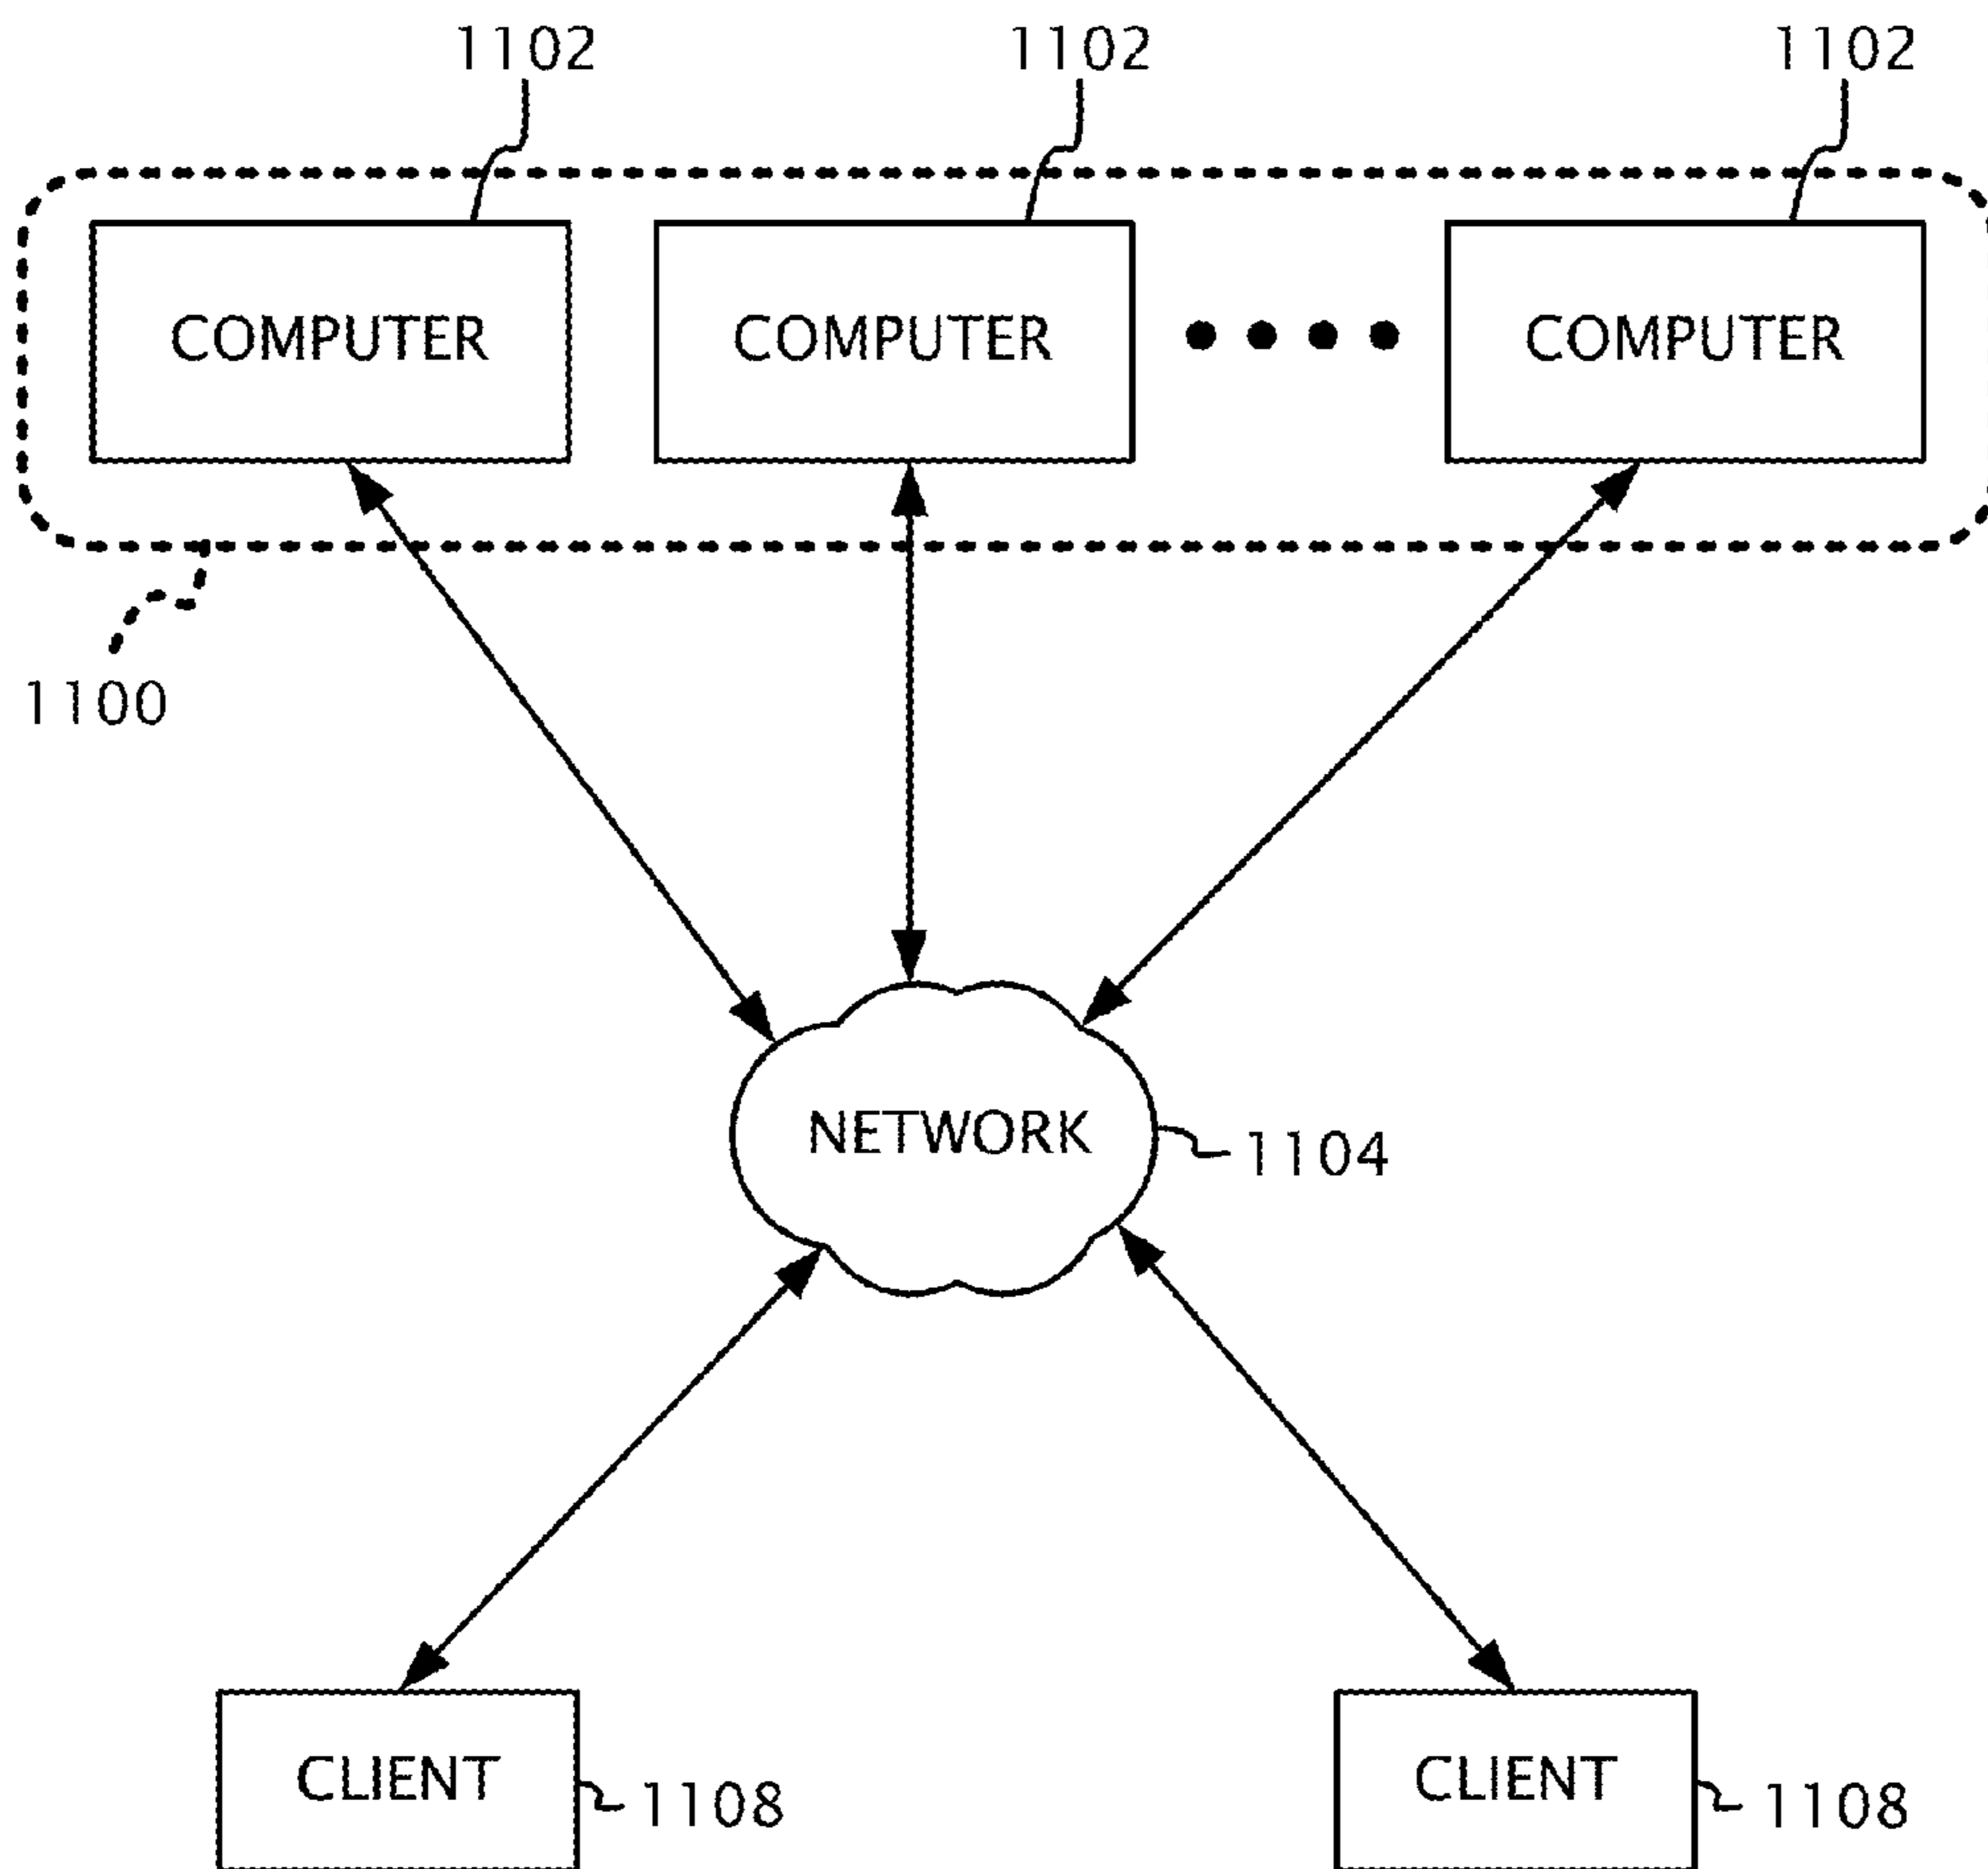 1102 1102 1102
COMPUTER COMPUTER COMPUTER
1100
NETWORK
1104
CLIENT 1108 CLIENT 1108